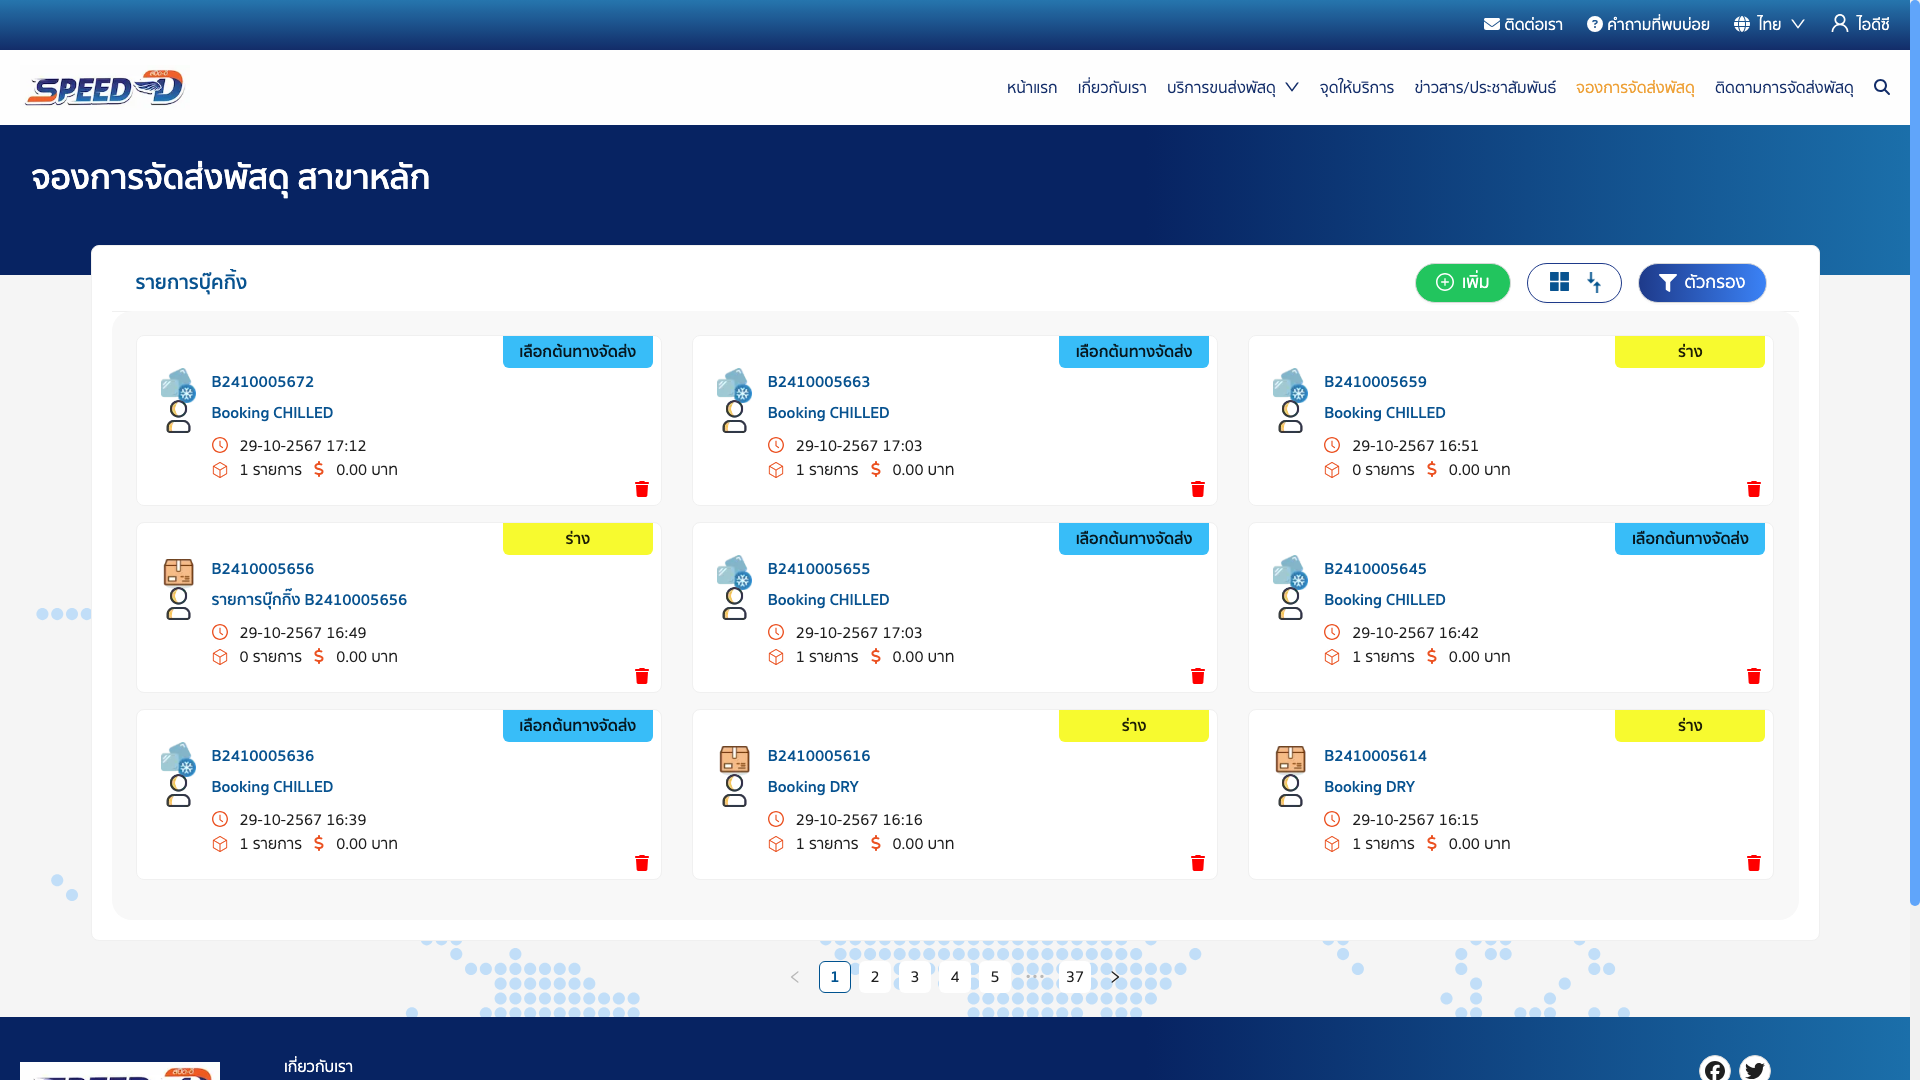 ติดต่อเรา คำถามที่พบบ่อย ไทย ไอดีซี
SPEED-D
หน้าแรก เกี่ยวกับเรา บริการขนส่งพัสดุ จุดให้บริการ ข่าวสาร/ประชาสัมพันธ์ จองการจัดส่งพัสดุ ติดตามการจัดส่งพัสดุ
จองการจัดส่งพัสดุ สาขาหลัก
รายการบุ๊คกิ้ง
เพิ่ม
ตัวกรอง
เลือกต้นทางจัดส่ง
B2410005672
Booking CHILLED
29-10-2567 17:12
1 รายการ $ 0.00 บาท
เลือกต้นทางจัดส่ง
B2410005663
Booking CHILLED
29-10-2567 17:03
1 รายการ $ 0.00 บาท
ร่าง
B2410005659
Booking CHILLED
29-10-2567 16:51
0 รายการ $ 0.00 บาท
ร่าง
B2410005656
รายการบุ๊กกิ๊ง B2410005656
29-10-2567 16:49
0 รายการ $ 0.00 บาท
เลือกต้นทางจัดส่ง
B2410005655
Booking CHILLED
29-10-2567 17:03
1 รายการ $ 0.00 บาท
เลือกต้นทางจัดส่ง
B2410005645
Booking CHILLED
29-10-2567 16:42
1 รายการ $ 0.00 บาท
เลือกต้นทางจัดส่ง
B2410005636
Booking CHILLED
29-10-2567 16:39
1 รายการ $ 0.00 บาท
ร่าง
B2410005616
Booking DRY
29-10-2567 16:16
1 รายการ $ 0.00 บาท
ร่าง
B2410005614
Booking DRY
29-10-2567 16:15
1 รายการ $ 0.00 บาท
1 2 3 4 5 ••• 37
เกี่ยวกับเรา